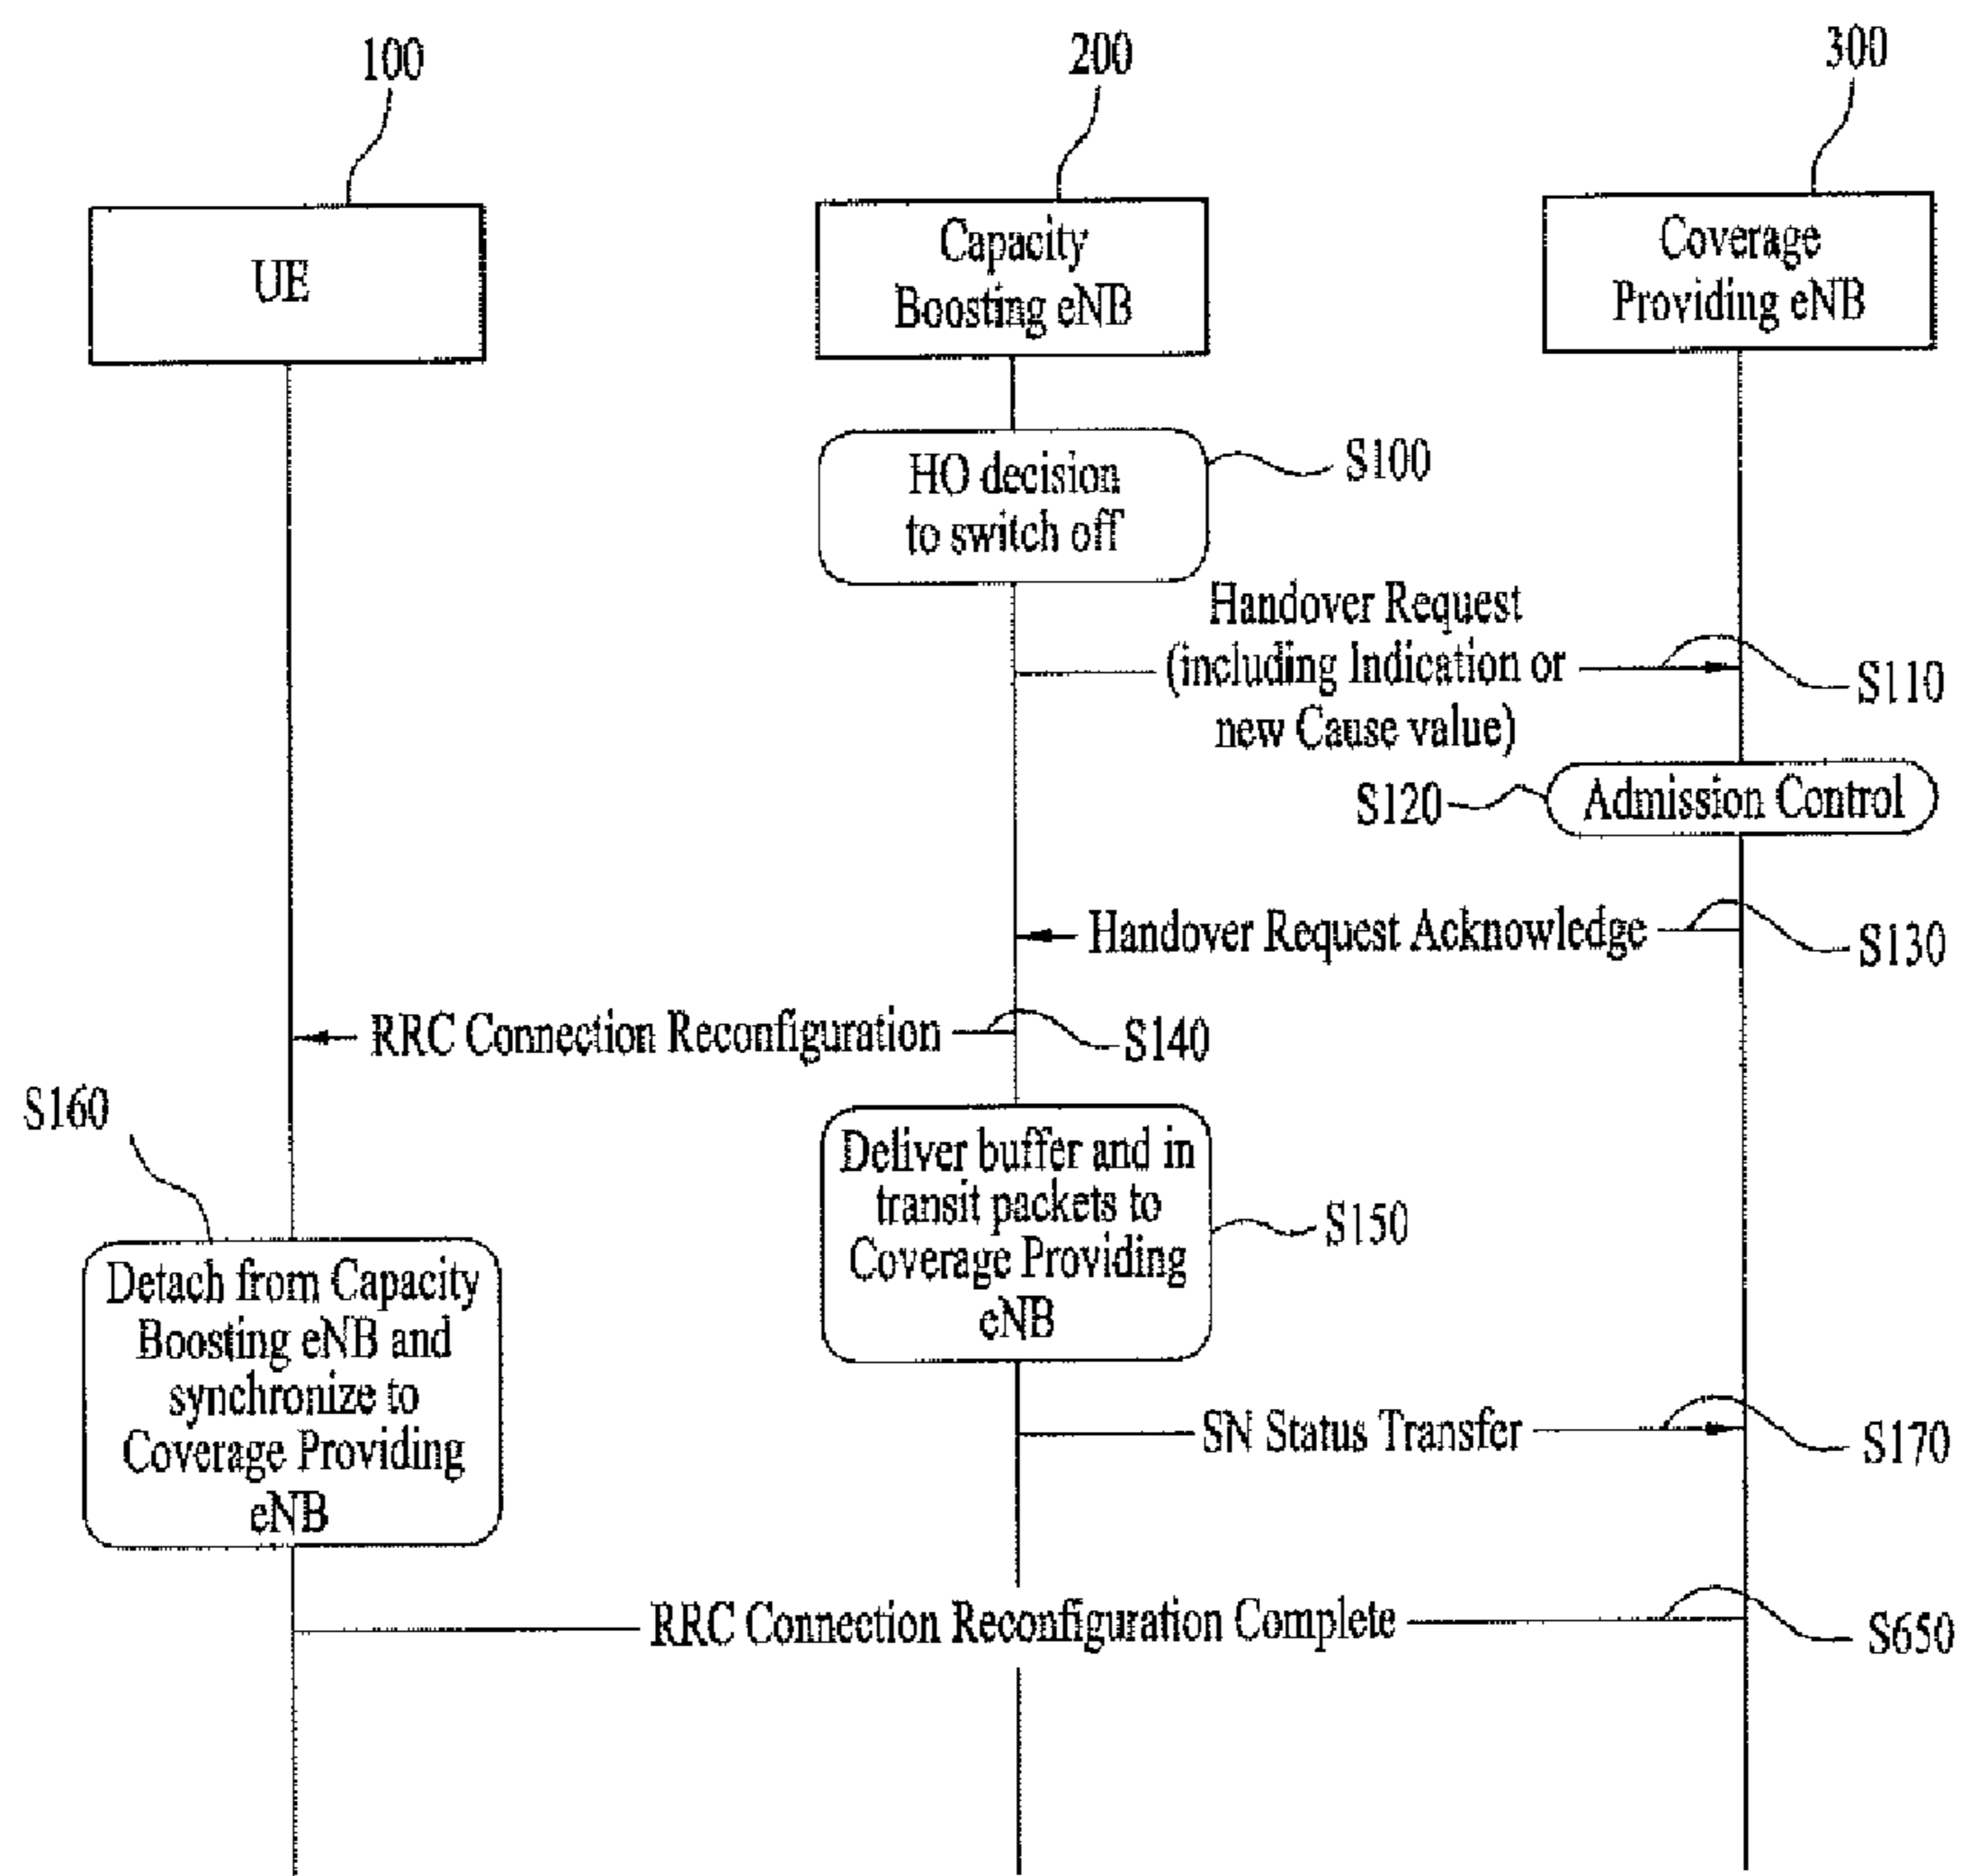 100
200
300
UE
Capacity
Boosting eNB
Coverage
Providing eNB
HO decision
to switch off
S100
Handover Request
(including Indication or
new Cause value)
S110
S120
Admission Control
Handover Request Acknowledge
S130
RRC Connection Reconfiguration
S140
S160
Deliver buffer and in
transit packets to
Coverage Providing
eNB
S150
Detach from Capacity
Boosting eNB and
synchronize to
Coverage Providing
eNB
SN Status Transfer
S170
RRC Connection Reconfiguration Complete
S650